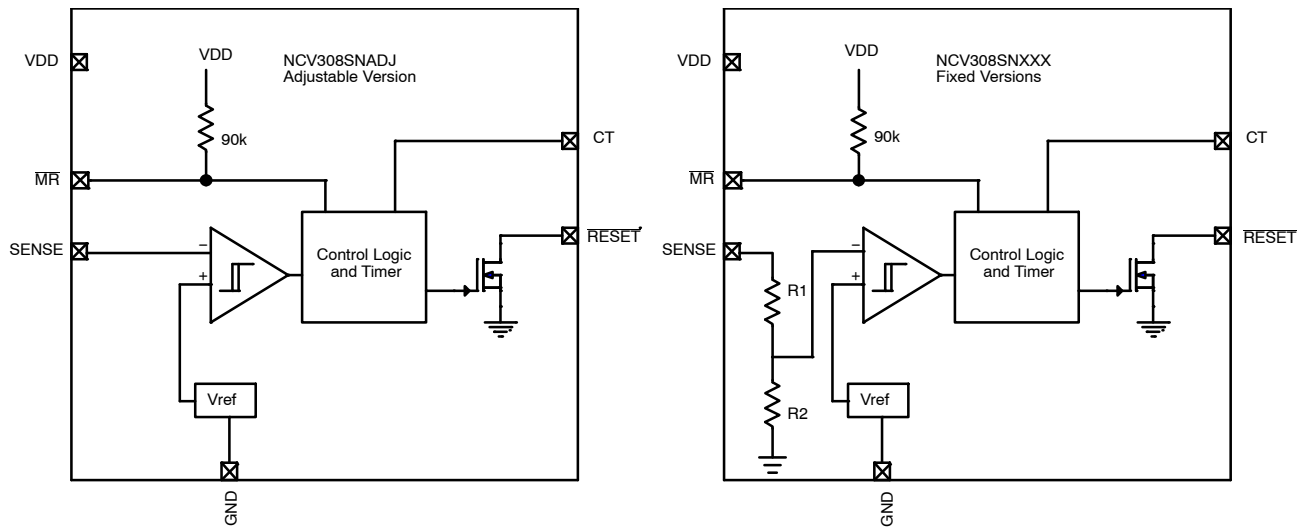 VDD
VDD
NCV308SNADJ
Adjustable Version
90k
CT
MR
SENSE
−
+
Control Logic
and Timer
RESET
Vref
GND
VDD
VDD
NCV308SNXXX
Fixed Versions
90k
CT
MR
SENSE
−
+
Control Logic
and Timer
RESET
R1
R2
Vref
GND